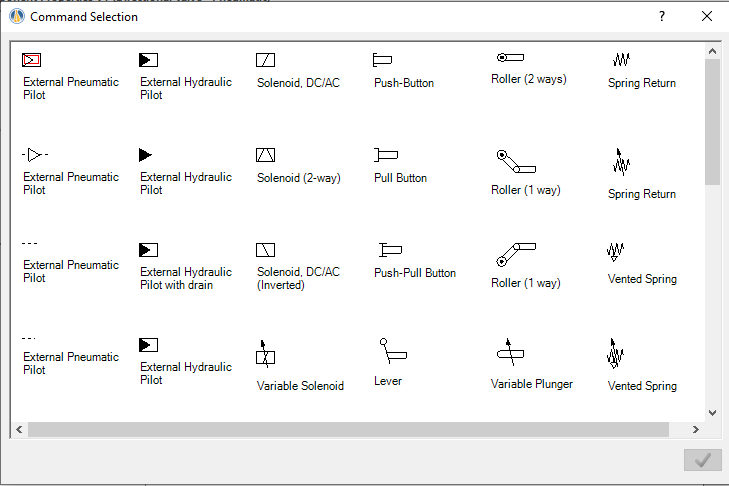 Command Selection
External Pneumatic
Pilot
External Hydraulic
Pilot
Solenoid, DC/AC
Push-Button
Roller (2 ways)
Spring Return
External Pneumatic
Pilot
External Hydraulic
Pilot
Solenoid (2-way)
Pull Button
Roller (1 way)
Spring Return
External Pneumatic
Pilot
External Hydraulic
Pilot with drain
Solenoid, DC/AC
(Inverted)
Push-Pull Button
Roller (1 way)
Vented Spring
External Pneumatic
Pilot
External Hydraulic
Pilot
Variable Solenoid
Lever
Variable Plunger
Vented Spring